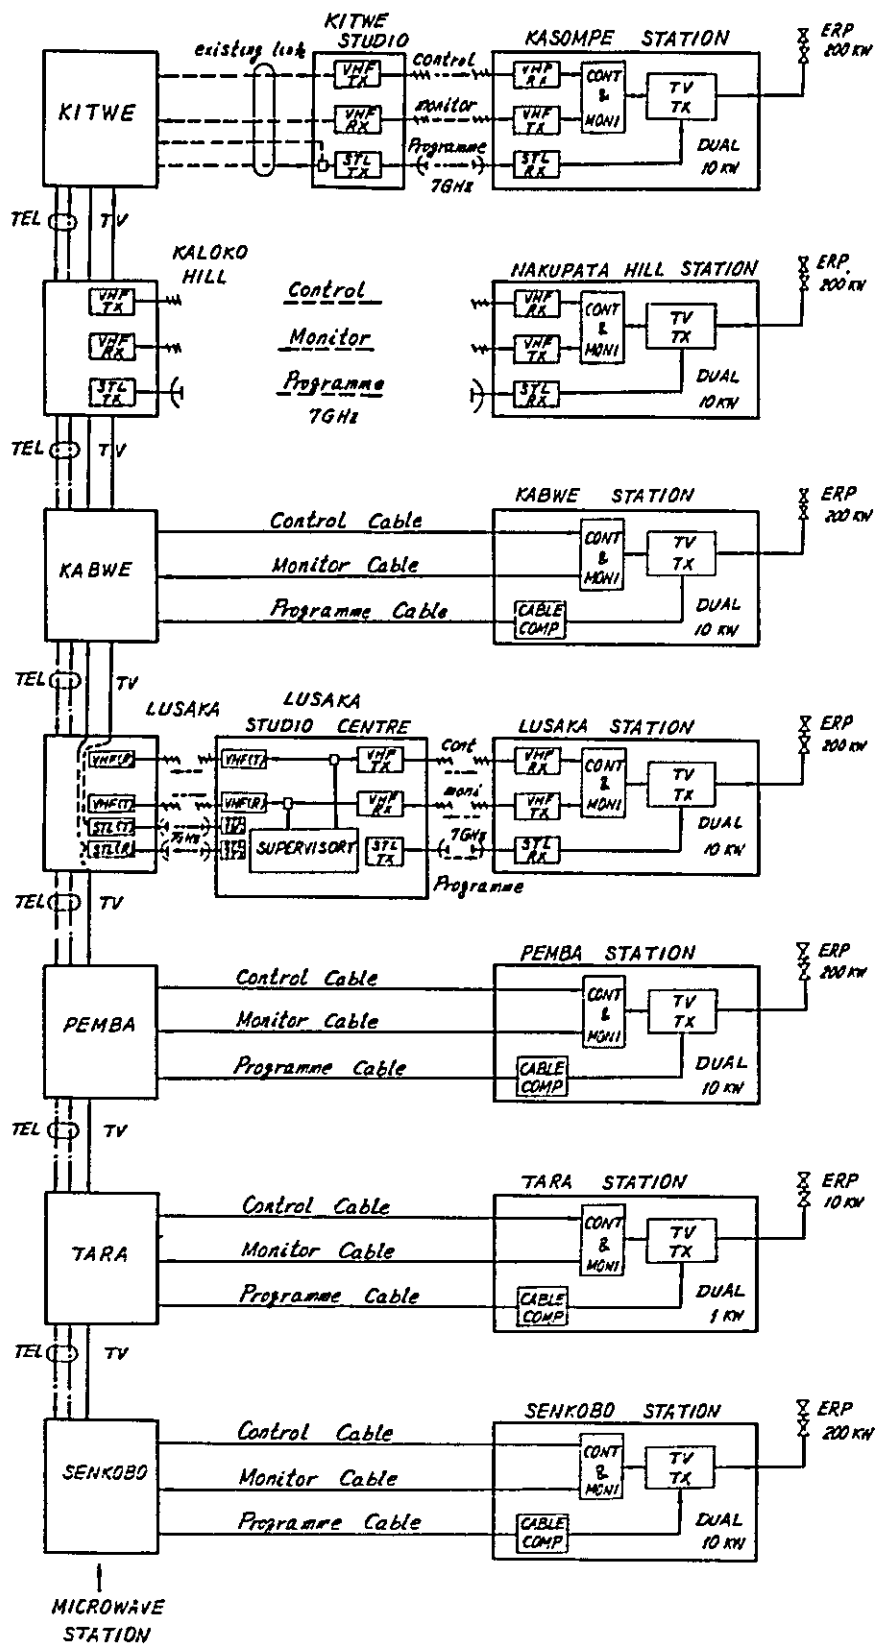 KITWE
STUDIO
KASOMPE STATION
ERP
200 KW
existing link
control
VHF
TX
VHF
RX
CONT
&
MONI
TV
TX
KITWE
monitor
VHF
RX
VHF
TX
Programme
STL
TX
STL
RX
7GHz
DUAL
10 KW
TEL
TV
KALOKO
HILL
NAKUPATA HILL STATION
ERP.
200 KW
VHF
TX
Control
VHF
RX
CONT
&
MONI
TV
TX
VHF
RX
Monitor
VHF
TX
STL
TX
Programme
7GHz
STL
RX
DUAL
10 KW
TEL
TV
KABWE STATION
ERP
200 KW
KABWE
Control Cable
Monitor Cable
Programme Cable
CONT
&
MONI
TV
TX
CABLE
COMP
DUAL
10 KW
TEL
TV
LUSAKA
LUSAKA
STUDIO CENTRE
LUSAKA STATION
ERP
200 KW
VHF(R)
VHF(T)
VHF
TX
cont
VHF
RX
CONT
&
MONI
TV
TX
VHF(T)
VHF(R)
VHF
RX
moni
VHF
TX
STL(T)
STL(R)
7GHz
SUPERVISORY
STL
TX
7GHz
STL
RX
Programme
DUAL
10 KW
TEL
TV
PEMBA STATION
ERP
200 KW
PEMBA
Control Cable
Monitor Cable
Programme Cable
CONT
&
MONI
TV
TX
CABLE
COMP
DUAL
10 KW
TEL
TV
TARA STATION
ERP
10 KW
TARA
Control Cable
Monitor Cable
Programme Cable
CONT
&
MONI
TV
TX
CABLE
COMP
DUAL
1 KW
TEL
TV
SENKOBO STATION
ERP
200 KW
SENKOBO
Control Cable
Monitor Cable
Programme Cable
CONT
&
MONI
TV
TX
CABLE
COMP
DUAL
10 KW
MICROWAVE
STATION